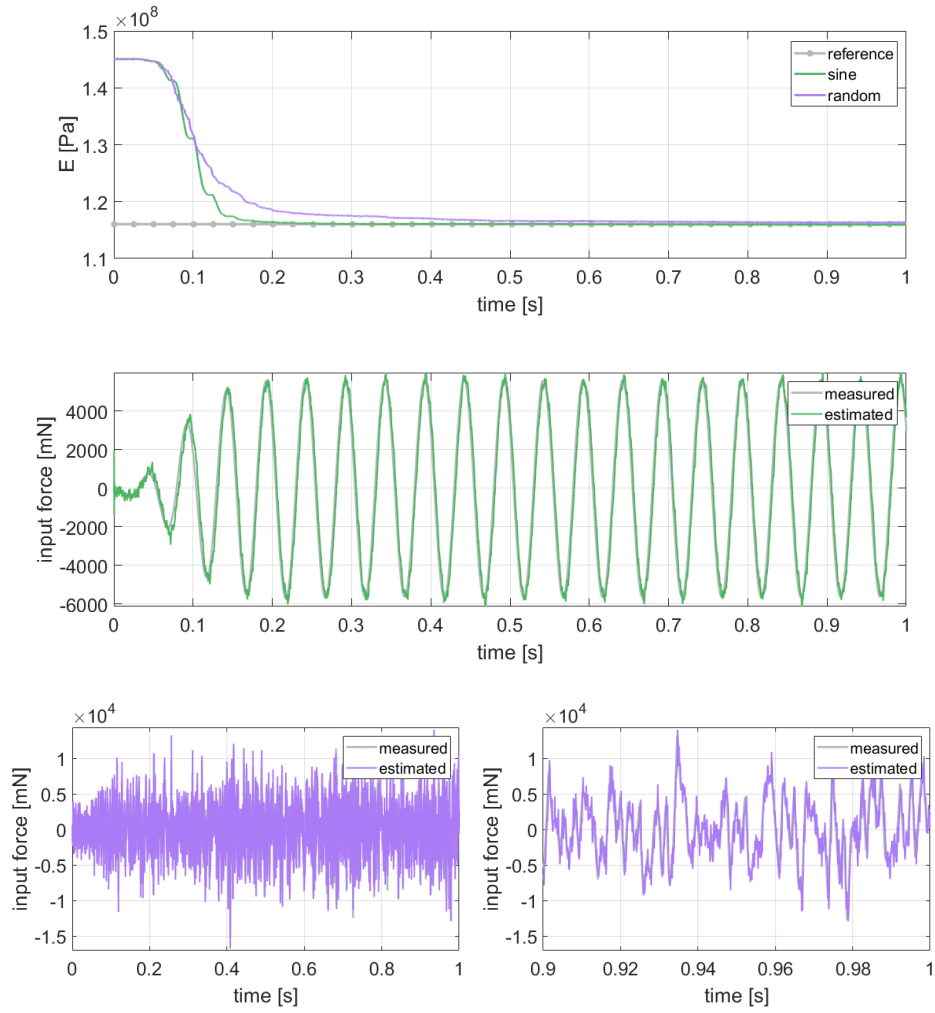 ×10⁸
1.5
1.4
1.3
1.2
1.1
E [Pa]
reference
sine
random
0 0.1 0.2 0.3 0.4 0.5 0.6 0.7 0.8 0.9 1
time [s]
4000
2000
0
-2000
-4000
-6000
input force [mN]
measured
estimated
0 0.1 0.2 0.3 0.4 0.5 0.6 0.7 0.8 0.9 1
time [s]
×10⁴
1
0.5
0
-0.5
-1
-1.5
input force [mN]
measured
estimated
0 0.2 0.4 0.6 0.8 1
time [s]
×10⁴
1
0.5
0
-0.5
-1
-1.5
input force [mN]
measured
estimated
0.9 0.92 0.94 0.96 0.98 1
time [s]